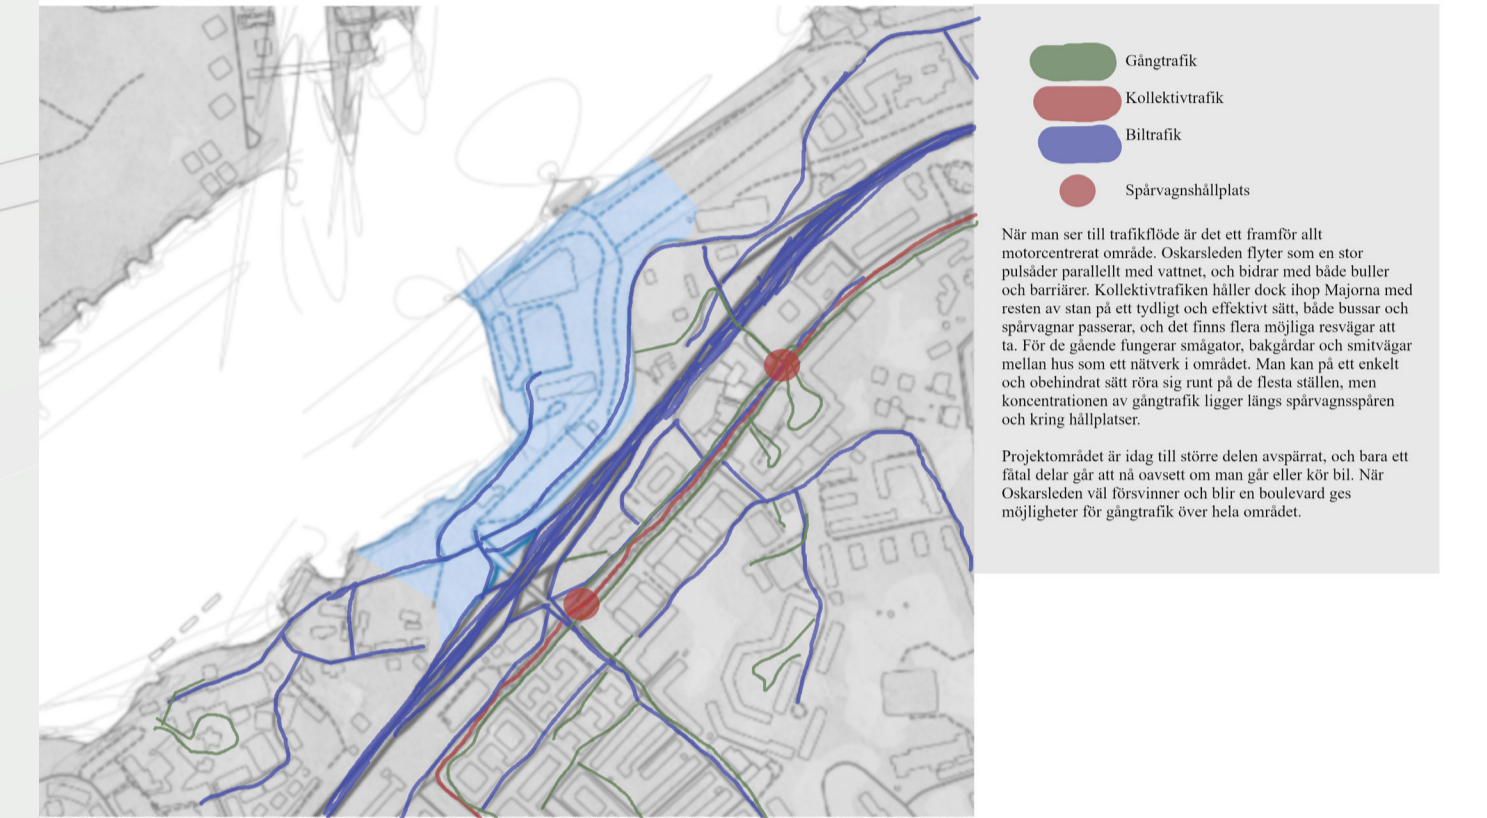 Gångtrafik
Kollektivtrafik
Biltrafik
Spårvagnshållplats
När man ser till trafikflöde är det ett framför allt
motorcentrerat område. Oskarsleden flyter som en stor
pulsåder parallellt med vattnet, och bidrar med både buller
och barriärer. Kollektivtrafiken håller dock ihop Majorna med
resten av stan på ett tydligt och effektivt sätt, både bussar och
spårvagnar passerar, och det finns flera möjliga resvägar att
ta. För de gående fungerar smågator, bakgårdar och smitvägar
mellan hus som ett nätverk i området. Man kan på ett enkelt
och obehindrat sätt röra sig runt på de flesta ställen, men
koncentrationen av gångtrafik ligger längs spårvagnsspåren
och kring hållplatser.
Projektområdet är idag till större delen avspärrat, och bara ett
fåtal delar går att nå oavsett om man går eller kör bil. När
Oskarsleden väl försvinner och blir en boulevard ges
möjligheter för gångtrafik över hela området.